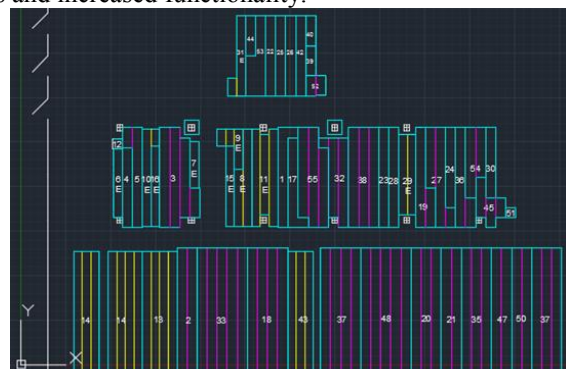 s and increased functionality.
44
40
31 53 22 25 26 42
E
39
52
12
9
E
7
E
6 4 5 10 16 3 15 8 11 1 17 55 32 38 23 28 29 27 24 36 54 30
E E E E E E E
19 45
51
14 14 13 2 33 18 43 37 48 20 21 35 47 50 37
Y
X